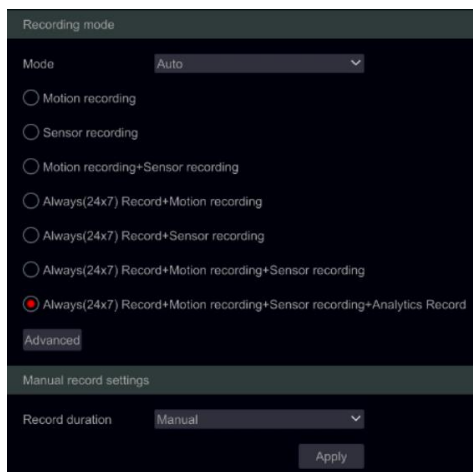 Recording mode
Mode Auto
Motion recording
Sensor recording
Motion recording+Sensor recording
Always(24x7) Record+Motion recording
Always(24x7) Record+Sensor recording
Always(24x7) Record+Motion recording+Sensor recording
Always(24x7) Record+Motion recording+Sensor recording+Analytics Record
Advanced
Manual record settings
Record duration Manual
Apply